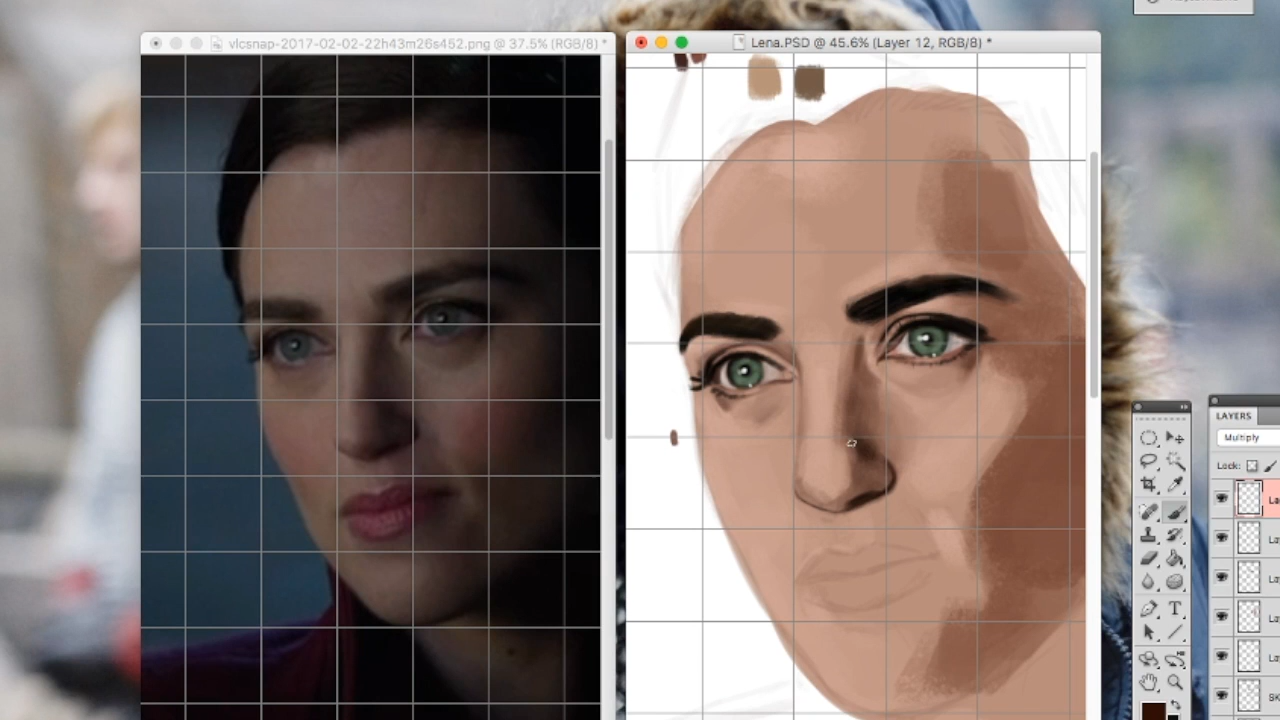 vlcsnap-2017-02-02-22h43m26s452.png @ 37.5% (RGB/8) *
Lena.PSD @ 45.6% (Layer 12, RGB/8) *
LAYERS
Multiply
Lock: